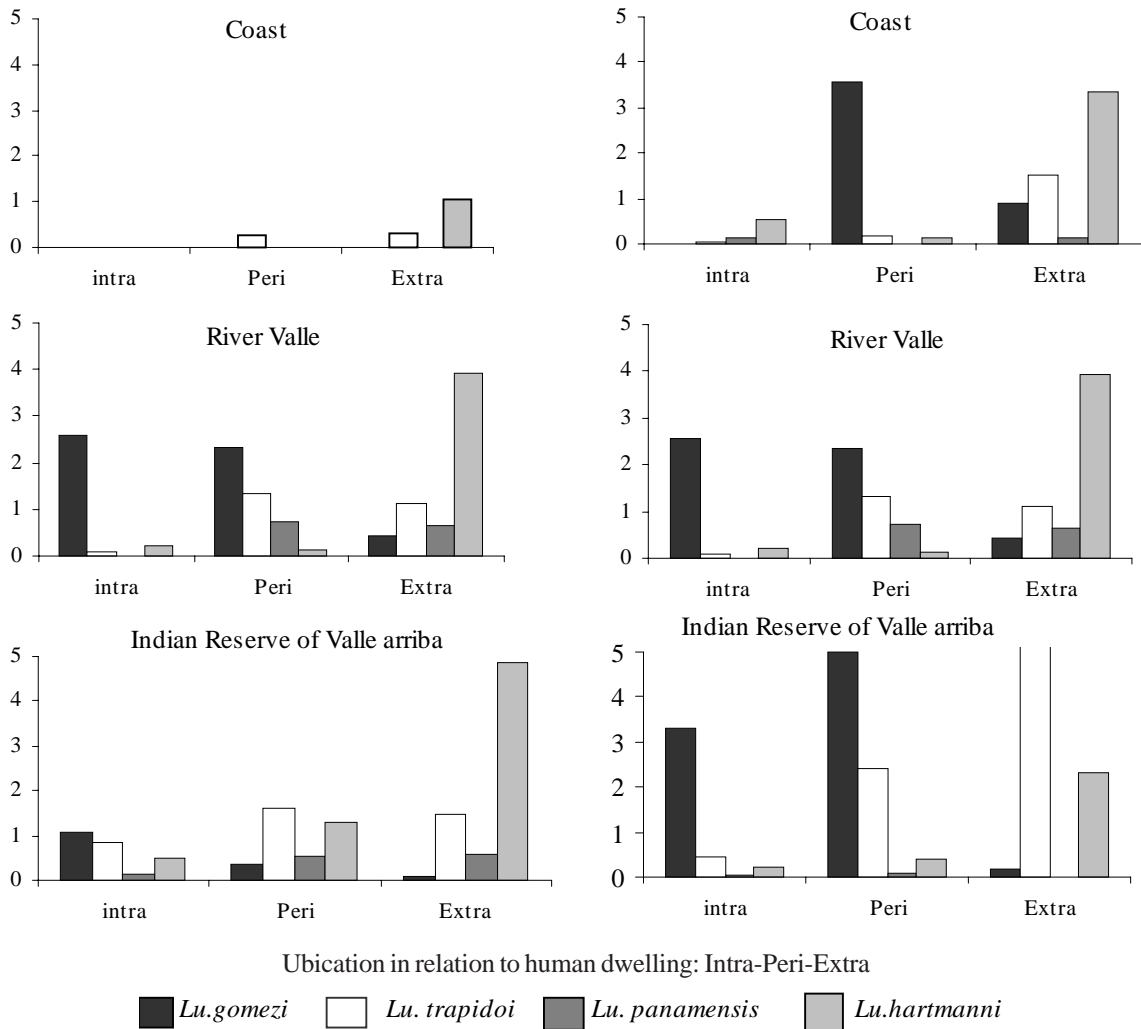 Coast
5
4
3
2
1
0
intra Peri Extra
Coast
5
4
3
2
1
0
intra Peri Extra
River Valle
5
4
3
2
1
0
intra Peri Extra
River Valle
5
4
3
2
1
0
intra Peri Extra
Indian Reserve of Valle arriba
5
4
3
2
1
0
intra Peri Extra
Indian Reserve of Valle arriba
5
4
3
2
1
0
intra Peri Extra
Ubication in relation to human dwelling: Intra-Peri-Extra
Lu.gomezi Lu. trapidoi Lu. panamensis Lu.hartmanni